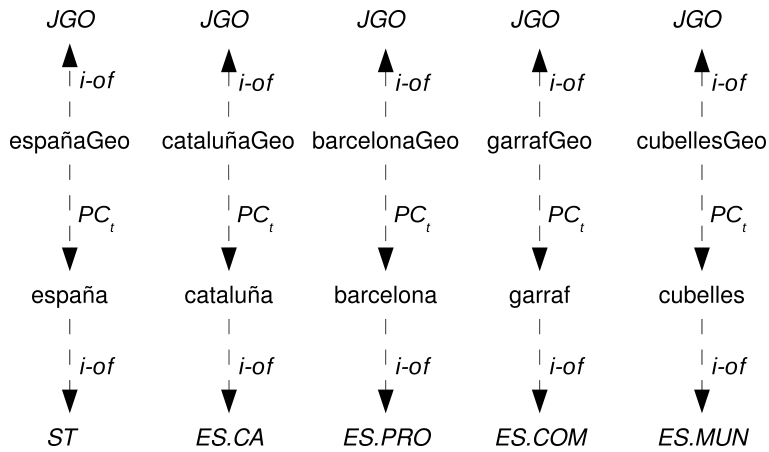 JGO JGO JGO JGO JGO
i-of i-of i-of i-of i-of
españaGeo cataluñaGeo barcelonaGeo garrafGeo cubellesGeo
PCt PCt PCt PCt PCt
españa cataluña barcelona garraf cubelles
i-of i-of i-of i-of i-of
ST ES.CA ES.PRO ES.COM ES.MUN